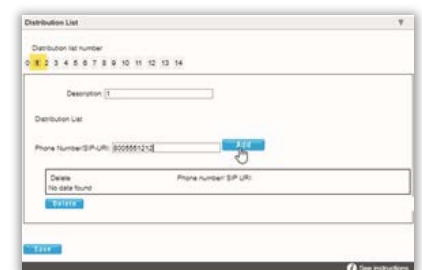 Distribution List
Distribution list number
0 1 2 3 4 5 6 7 8 9 10 11 12 13 14
Description: 1
Distribution List
Phone Number/SIP-URI: 8005551212 Add
Delete Phone number/ SIP URI
No data found
Delete
Save
See instructions